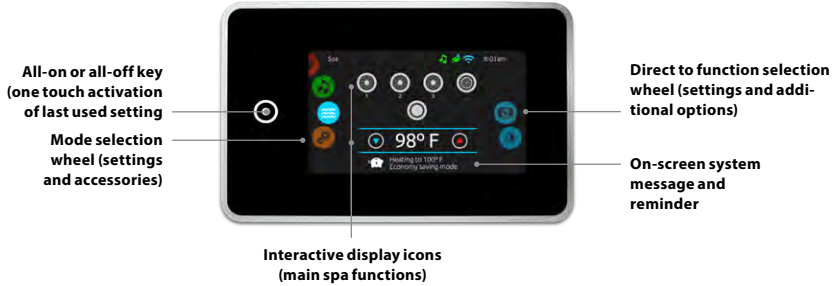 All-on or all-off key
(one touch activation
of last used setting
Mode selection
wheel (settings
and accessories)
Spa
8:01am
1 2 3
98° F
Heating to 100° F
Economy saving mode
Direct to function selection
wheel (settings and addi-
tional options)
On-screen system
message and
reminder
Interactive display icons
(main spa functions)